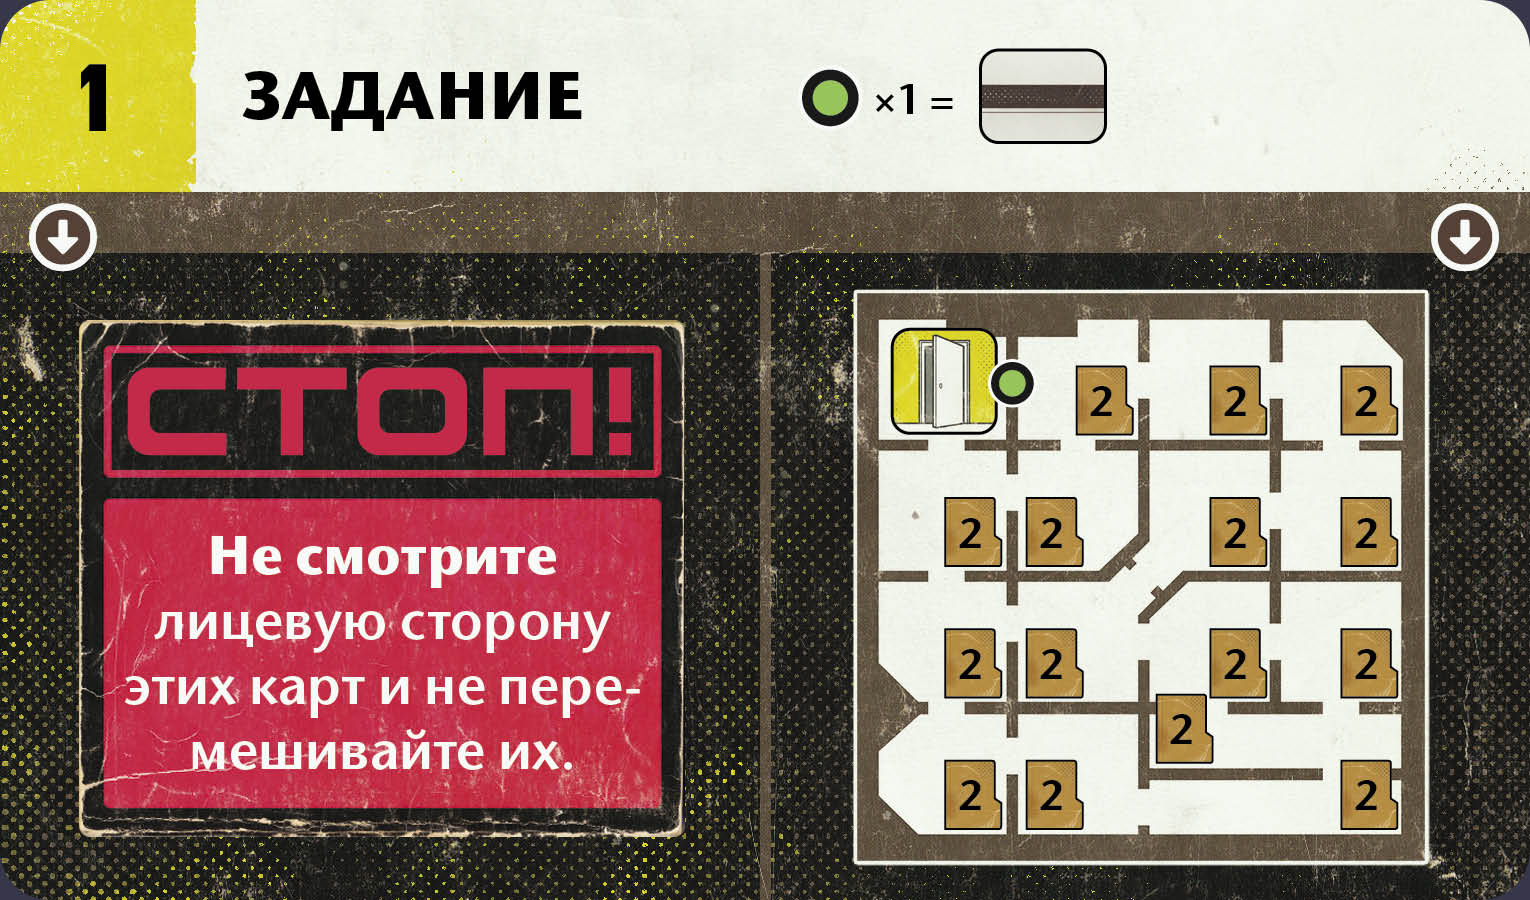 1 ЗАДАНИЕ ×1 =
СТОП!
Не смотрите
лицевую сторону
этих карт и не пере-
мешивайте их.
2 2 2
2 2 2 2
2 2 2 2
2
2 2 2